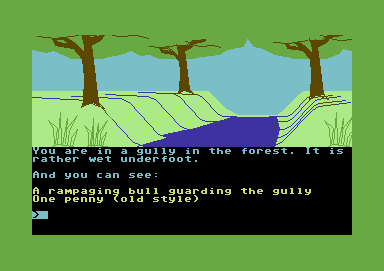 You are in a gully in the forest. It is
rather wet underfoot.
And you can see:
A rampaging bull guarding the gully
One penny (old style)
>